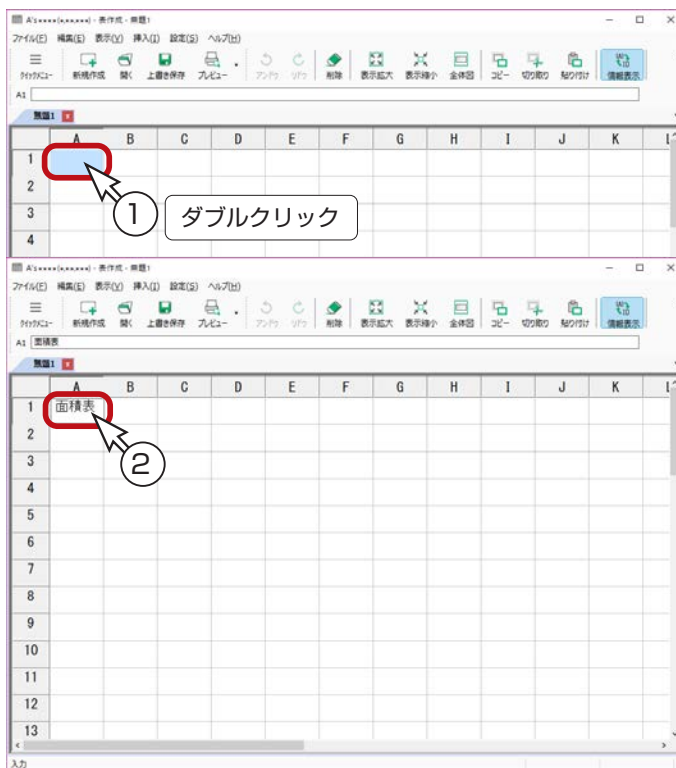 表作成 - 無題1
ファイル(F) 編集(E) 表示(V) 挿入(I) 設定(S) ヘルプ(H)
クイックメニュー 新規作成 開く 上書き保存 プレビュー アンドゥ リドゥ 削除 表示拡大 表示縮小 全体図 コピー 切り取り 貼り付け 情報表示
A1
無題1
A B C D E F G H I J K L
1
2
3
4
① ダブルクリック
表作成 - 無題1
ファイル(F) 編集(E) 表示(V) 挿入(I) 設定(S) ヘルプ(H)
クイックメニュー 新規作成 開く 上書き保存 プレビュー アンドゥ リドゥ 削除 表示拡大 表示縮小 全体図 コピー 切り取り 貼り付け 情報表示
A1 面積表
無題1
A B C D E F G H I J K L
1 面積表
2
②
3
4
5
6
7
8
9
10
11
12
13
入力